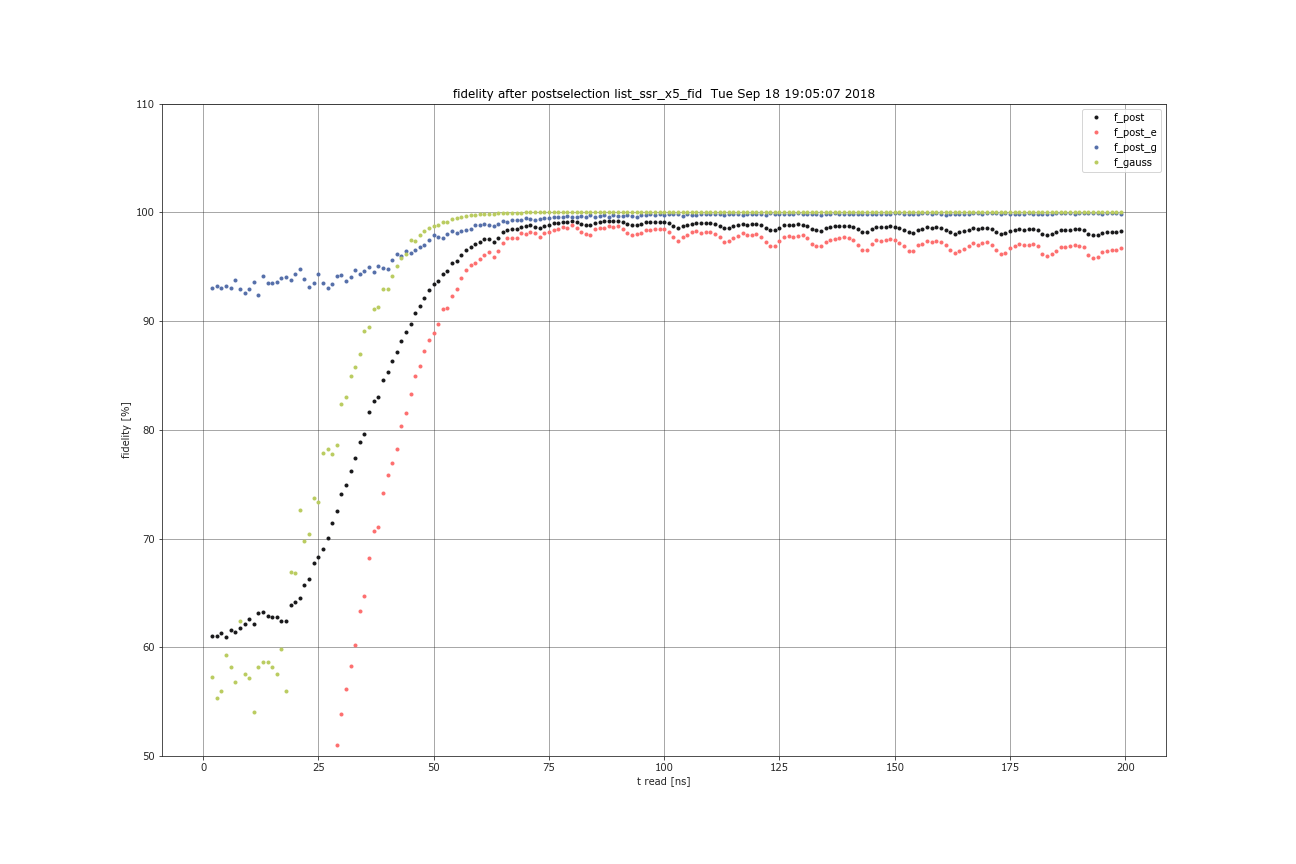 fidelity after postselection list_ssr_x5_fid  Tue Sep 18 19:05:07 2018
110
100
90
80
70
60
50
fidelity [%]
f_post
f_post_e
f_post_g
f_gauss
0 25 50 75 100 125 150 175 200
t read [ns]